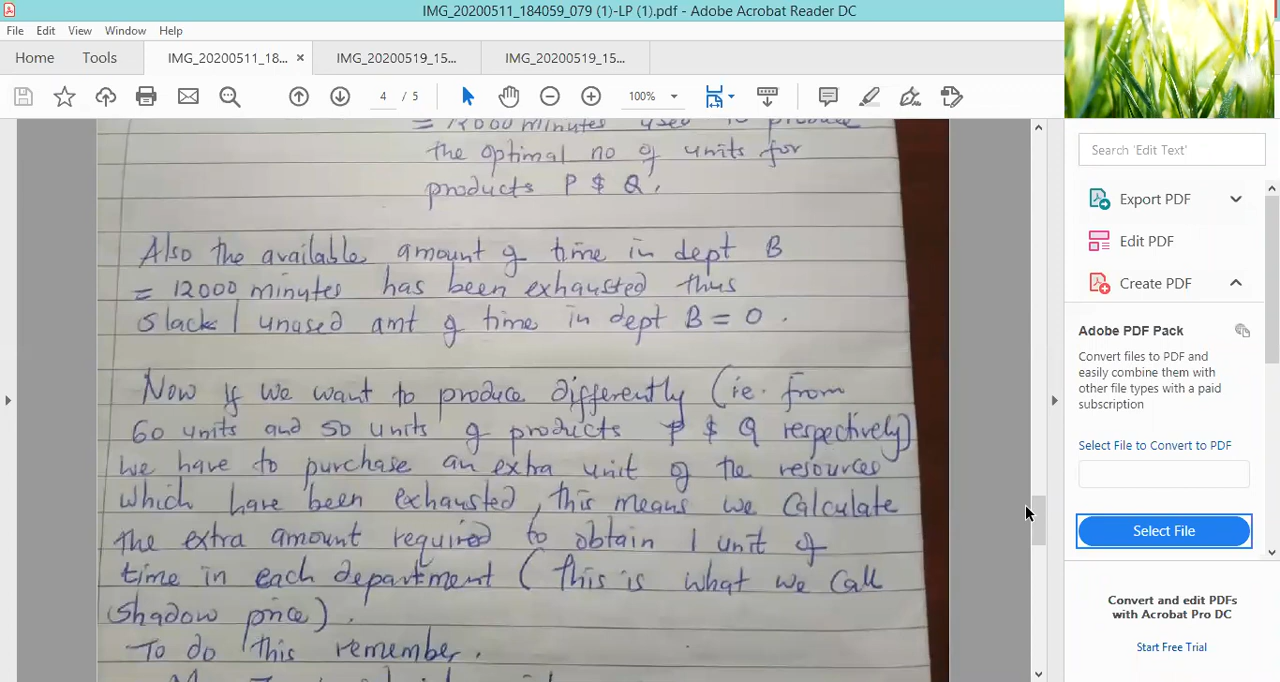 IMG_20200511_184059_079 (1)-LP (1).pdf - Adobe Acrobat Reader DC
File Edit View Window Help
Home Tools IMG_20200511_18... × IMG_20200519_15... IMG_20200519_15...
4 / 5 100%
= 12000 minutes used to produce
the optimal no of units for
products P $ Q.
Also the available amount of time in dept B
= 12000 minutes has been exhausted thus
Slack / unused amt of time in dept B = 0.
Now if we want to produce differently (ie. from
60 units and 50 units of products P $ Q respectively)
we have to purchase an extra unit of the resources
which have been exhausted, this means we Calculate
the extra amount required to obtain 1 unit of
time in each department (this is what we call
shadow price).
To do this remember.
Search 'Edit Text'
Export PDF
Edit PDF
Create PDF
Adobe PDF Pack
Convert files to PDF and
easily combine them with
other file types with a paid
subscription
Select File to Convert to PDF
Select File
Convert and edit PDFs
with Acrobat Pro DC
Start Free Trial